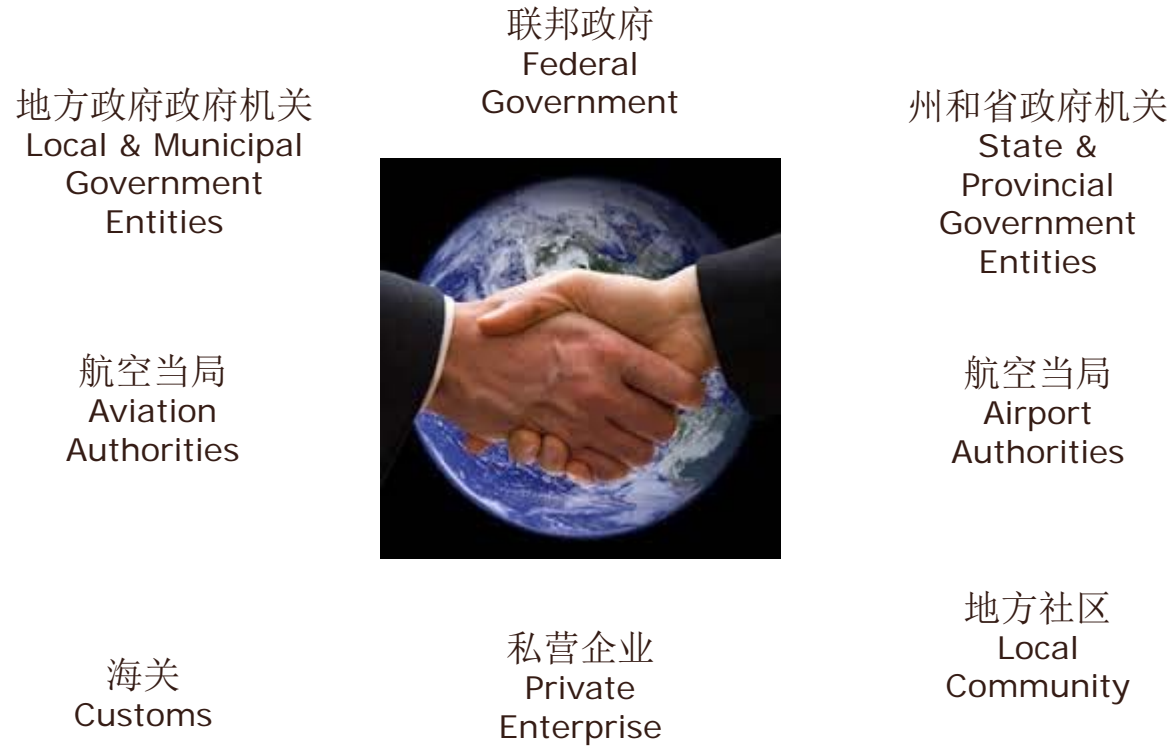 联邦政府
Federal
Government
地方政府政府机关
Local & Municipal
Government
Entities
州和省政府机关
State &
Provincial
Government
Entities
航空当局
Aviation
Authorities
航空当局
Airport
Authorities
海关
Customs
私营企业
Private
Enterprise
地方社区
Local
Community